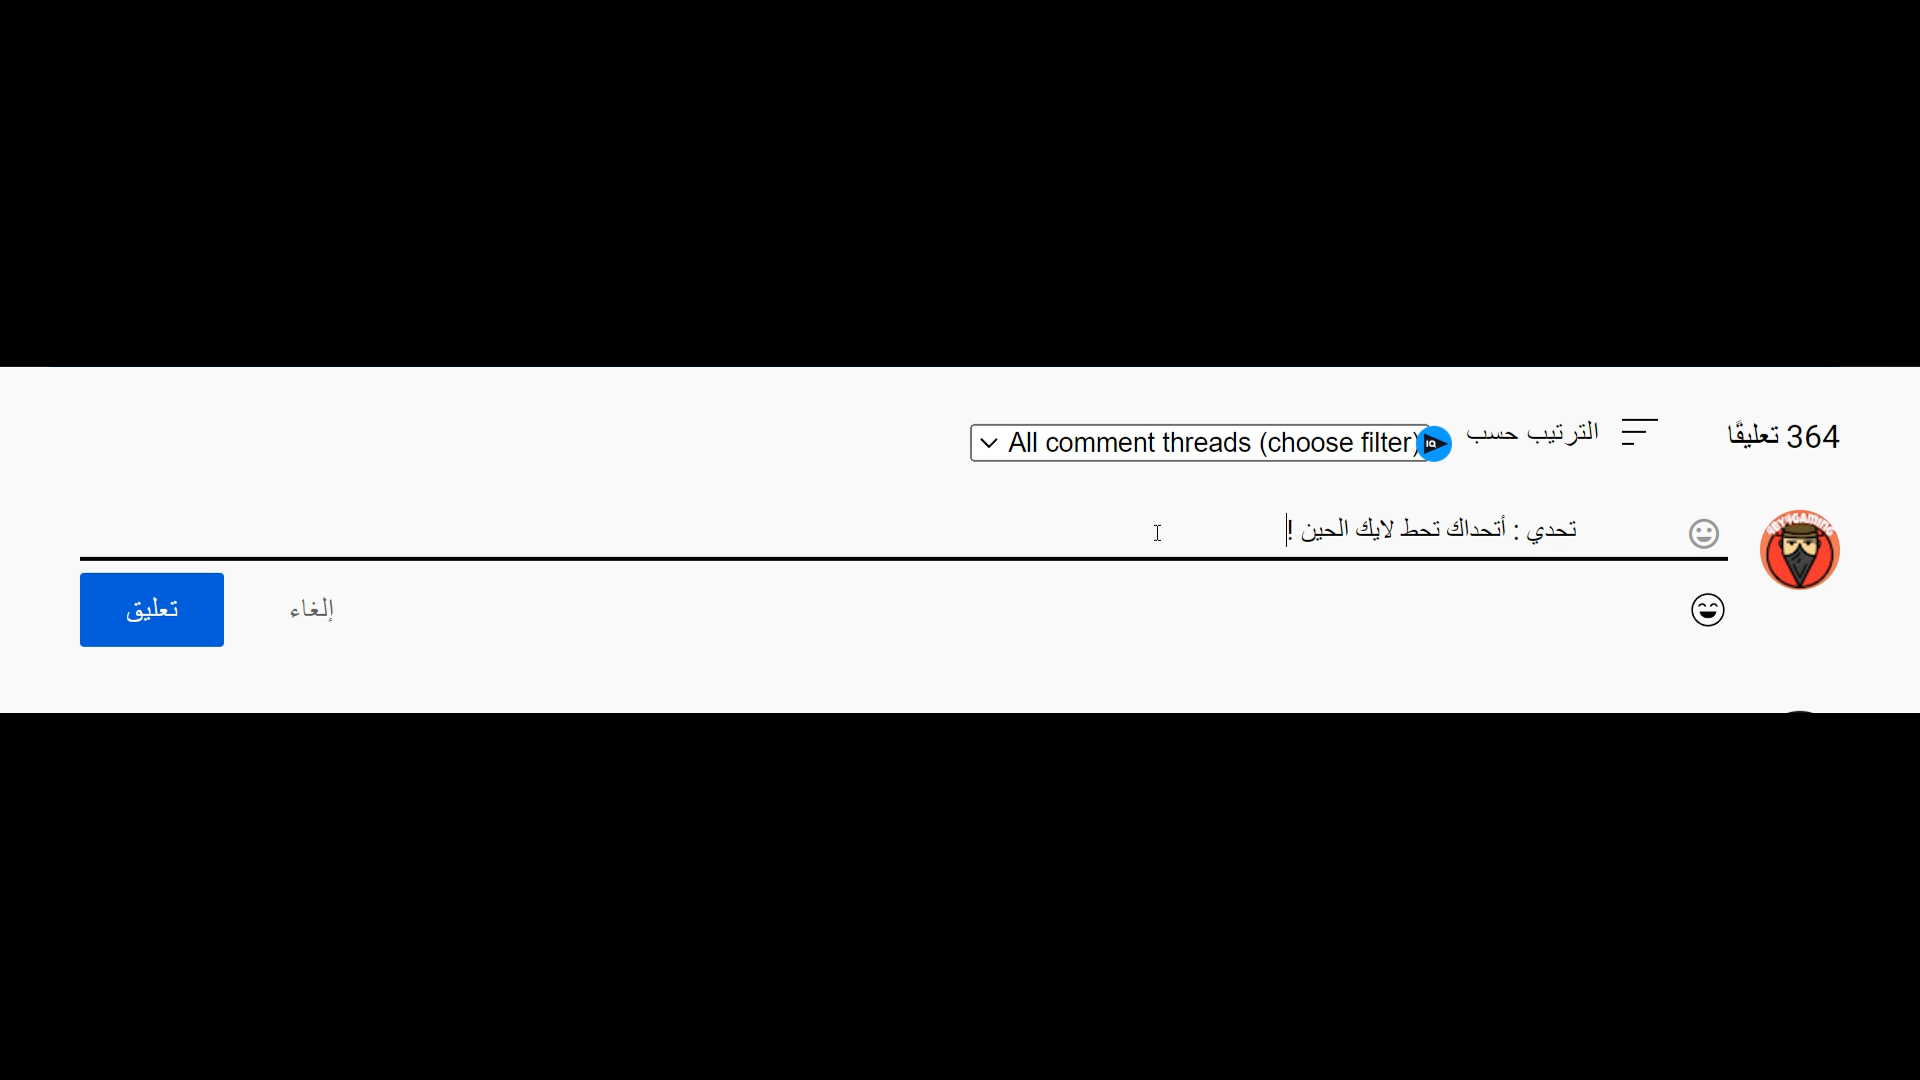 364 تعليقًا
الترتيب حسب
All comment threads (choose filter)
تحدي : أتحداك تحط لايك الحين !
إلغاء
تعليق